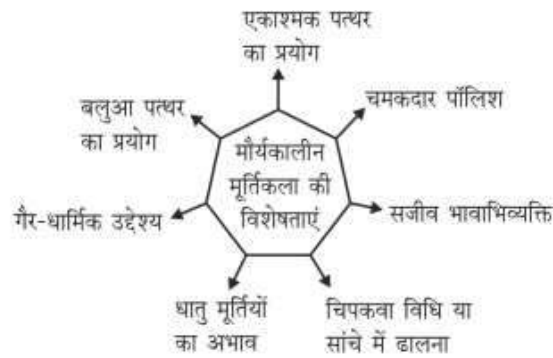 एकाश्मक पत्थर
का प्रयोग
चमकदार पॉलिश
सजीव भावाभिव्यक्ति
चिपकवा विधि या
सांचे में ढालना
धातु मूर्तियों
का अभाव
गैर-धार्मिक उद्देश्य
बलुआ पत्थर
का प्रयोग
मौर्यकालीन
मूर्तिकला की
विशेषताएं